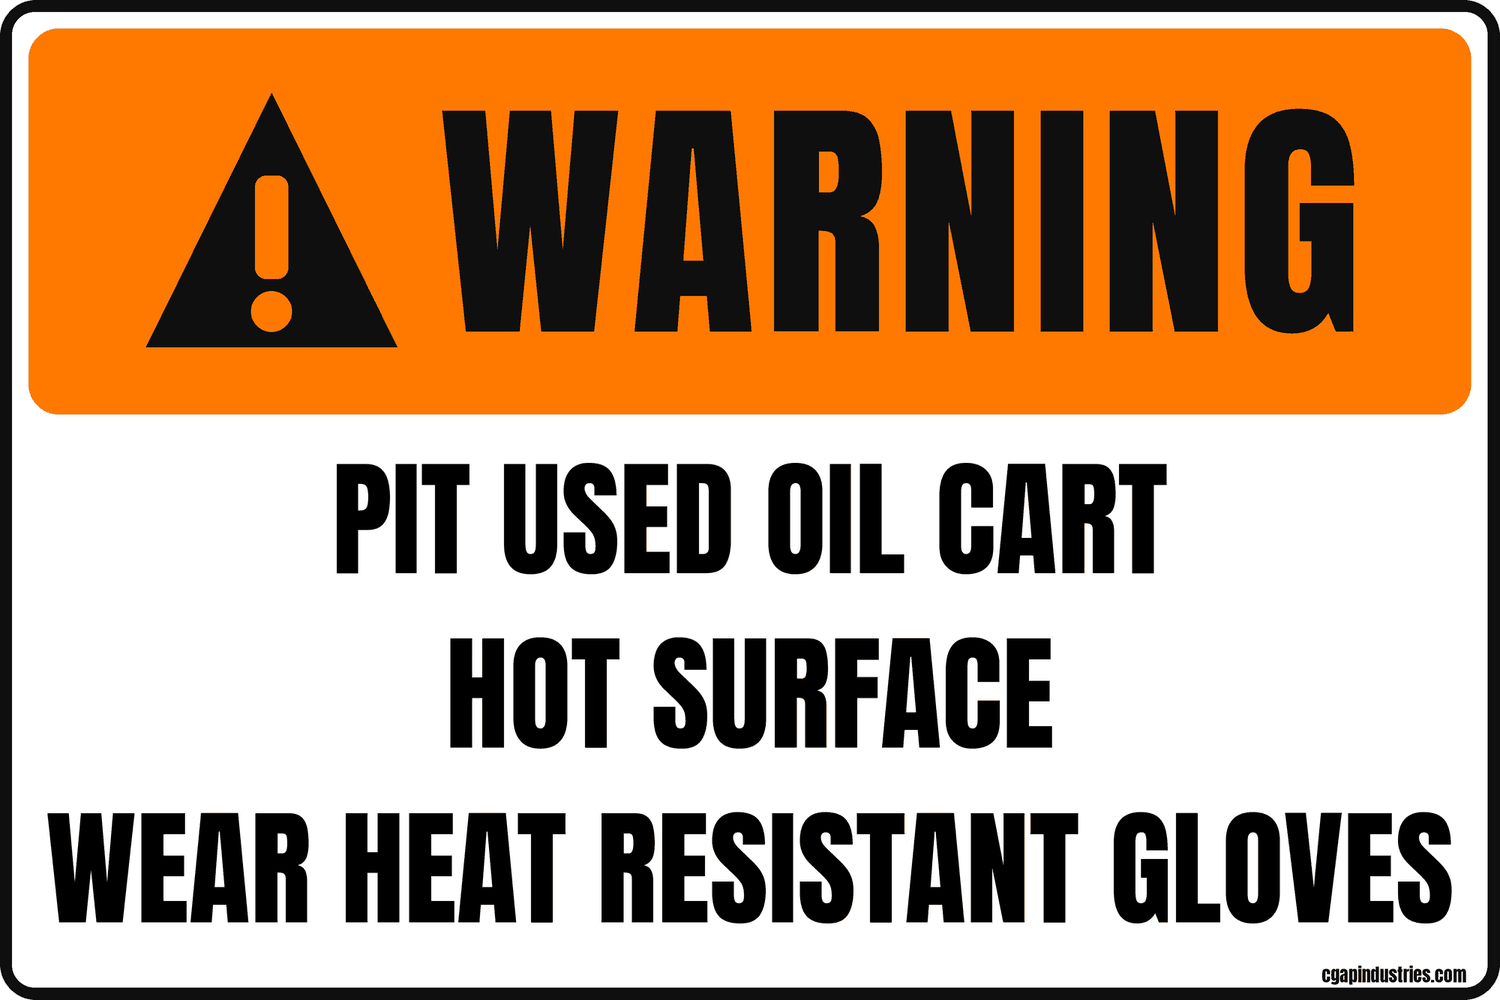 WARNING
PIT USED OIL CART
HOT SURFACE
WEAR HEAT RESISTANT GLOVES
cgapindustries.com